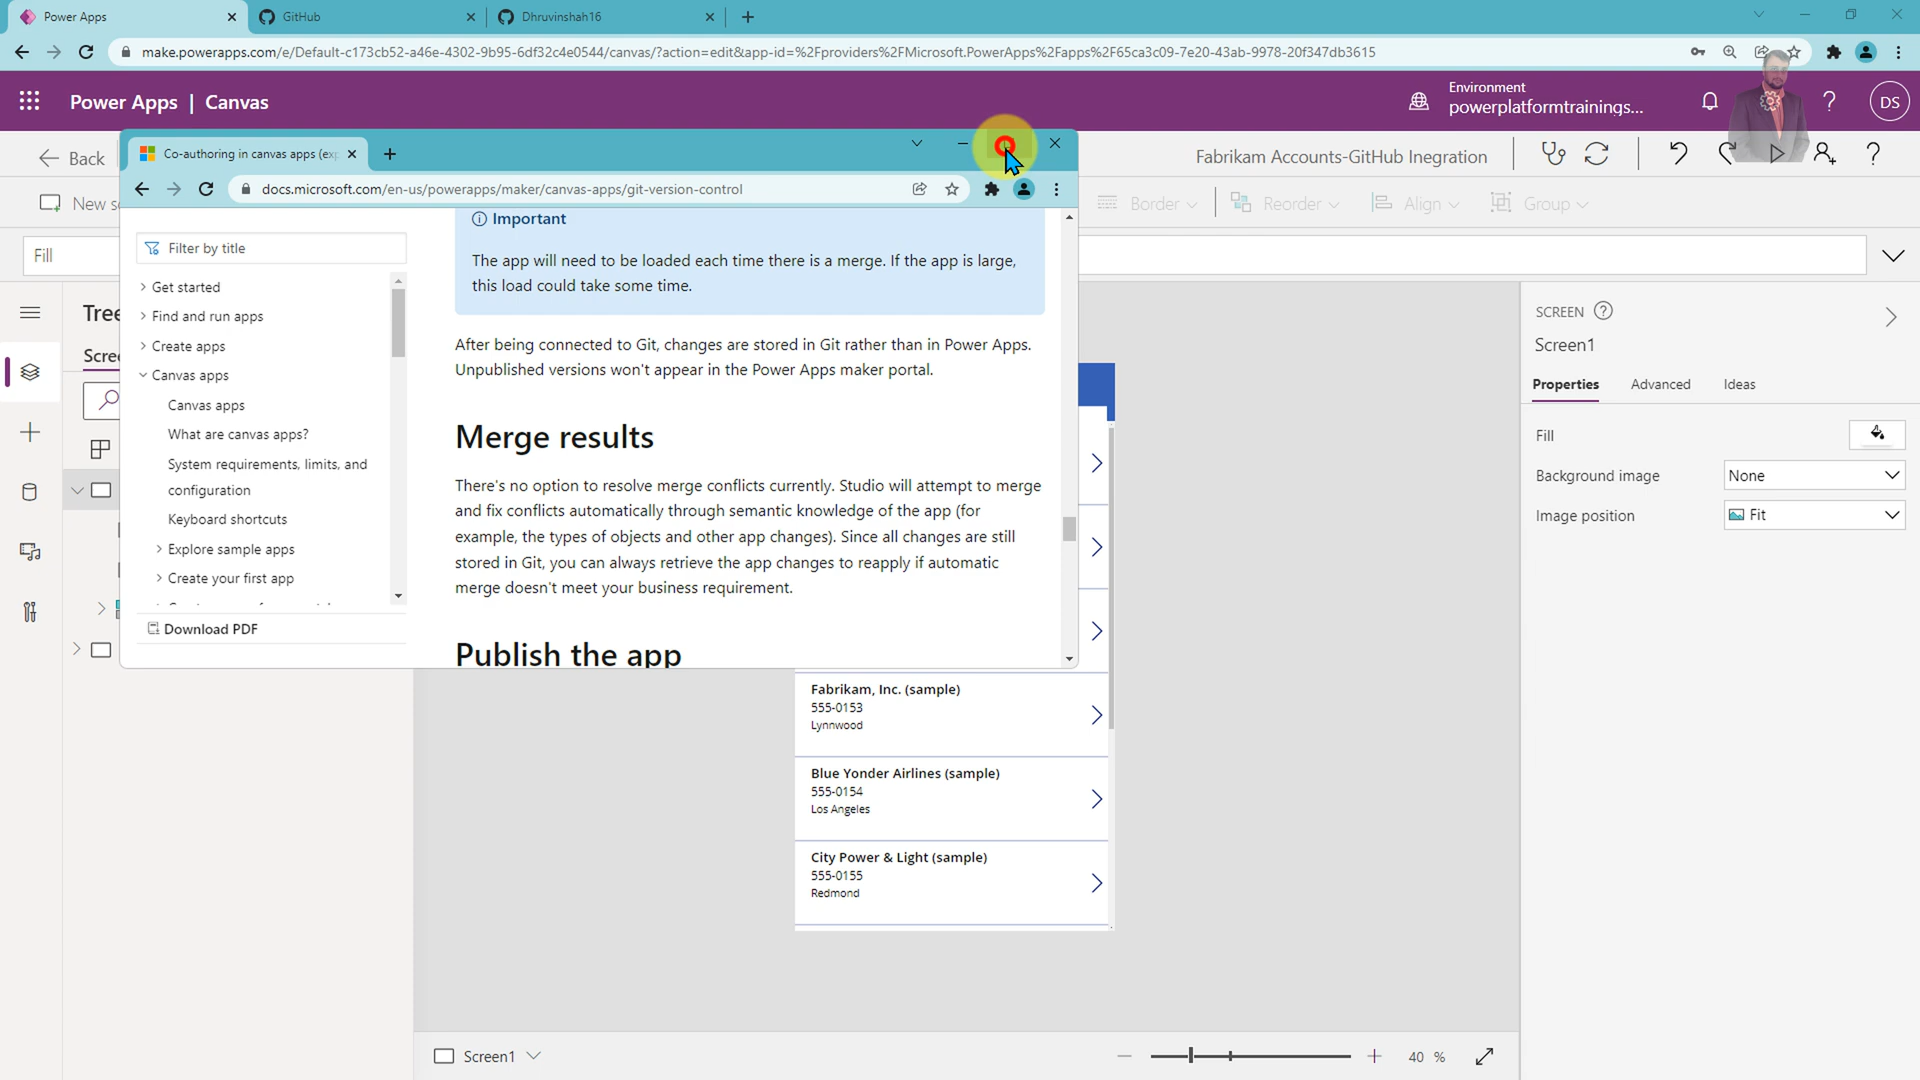 Power Apps
GitHub
Dhruvinshah16
make.powerapps.com/e/Default-c173cb52-a46e-4302-9b95-6df32c4e0544/canvas/?action=edit&app-id=%2Fproviders%2FMicrosoft.PowerApps%2Fapps%2F65ca3c09-7e20-43ab-9978-20f347db3615
Power Apps | Canvas
Environment
powerplatformtrainings...
DS
Back
Co-authoring in canvas apps (exp
Fabrikam Accounts-GitHub Inegration
docs.microsoft.com/en-us/powerapps/maker/canvas-apps/git-version-control
New s
Border
Reorder
Align
Group
Fill
Important
Filter by title
The app will need to be loaded each time there is a merge. If the app is large,
this load could take some time.
Get started
Find and run apps
Create apps
Canvas apps
Canvas apps
What are canvas apps?
System requirements, limits, and
configuration
Keyboard shortcuts
Explore sample apps
Create your first app
Download PDF
After being connected to Git, changes are stored in Git rather than in Power Apps.
Unpublished versions won't appear in the Power Apps maker portal.
Merge results
There's no option to resolve merge conflicts currently. Studio will attempt to merge
and fix conflicts automatically through semantic knowledge of the app (for
example, the types of objects and other app changes). Since all changes are still
stored in Git, you can always retrieve the app changes to reapply if automatic
merge doesn't meet your business requirement.
Publish the app
Tree
Scree
SCREEN
Screen1
Properties
Advanced
Ideas
Fill
Background image
None
Image position
Fit
Fabrikam, Inc. (sample)
555-0153
Lynnwood
Blue Yonder Airlines (sample)
555-0154
Los Angeles
City Power & Light (sample)
555-0155
Redmond
Screen1
40 %